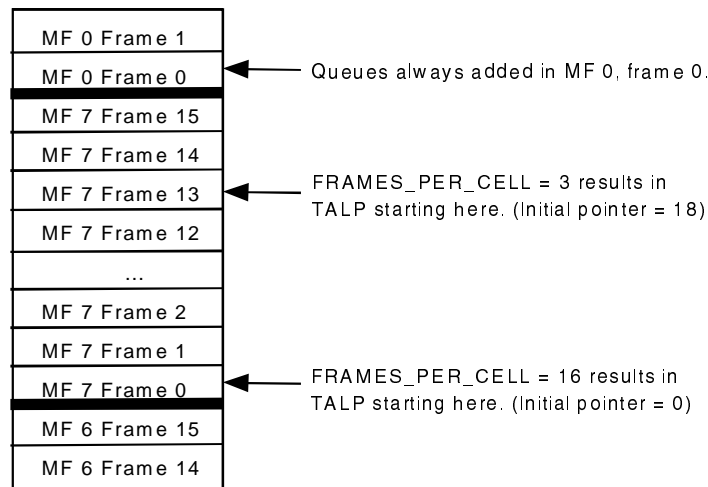 MF 0 Frame 1
MF 0 Frame 0
Queues always added in MF 0, frame 0.
MF 7 Frame 15
MF 7 Frame 14
MF 7 Frame 13
FRAMES_PER_CELL = 3 results in
TALP starting here. (Initial pointer = 18)
MF 7 Frame 12
...
MF 7 Frame 2
MF 7 Frame 1
MF 7 Frame 0
FRAMES_PER_CELL = 16 results in
TALP starting here. (Initial pointer = 0)
MF 6 Frame 15
MF 6 Frame 14